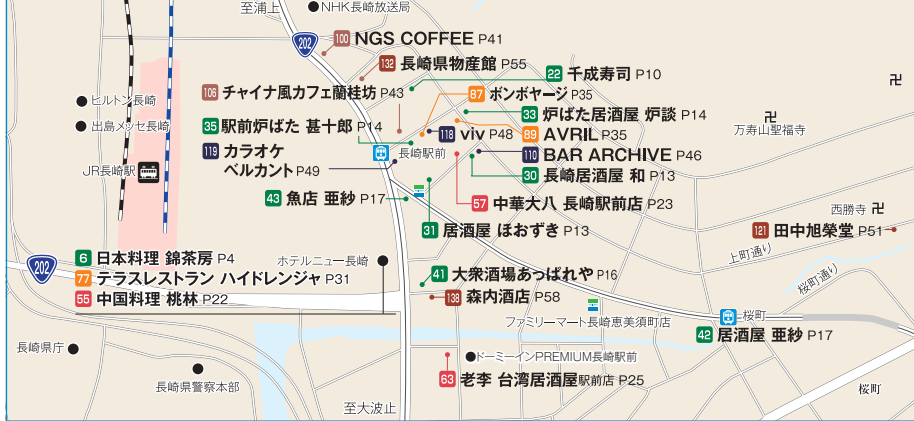 至浦上
NHK長崎放送局
202
100 NGS COFFEE P41
132 長崎県物産館 P55
22 千成寿司 P10
106 チャイナ風カフェ蘭桂坊 P43
87 ボンボヤージ P35
ヒルトン長崎
33 炉ばた居酒屋 炉談 P14
出島メッセ長崎
35 駅前炉ばた 甚十郎 P14
118 viv P48
89 AVRIL P35
万寿山聖福寺
119 カラオケ
ベルカント P49
長崎駅前
110 BAR ARCHIVE P46
JR長崎駅
30 長崎居酒屋 和 P13
43 魚店 亜紗 P17
57 中華大八 長崎駅前店 P23
西勝寺
31 居酒屋 ほおずき P13
121 田中旭榮堂 P51
上町通り
202
6 日本料理 錦茶房 P4
ホテルニュー長崎
77 テラスレストラン ハイドレンジャ P31
41 大衆酒場あっぱれや P16
桜町通り
55 中国料理 桃林 P22
138 森内酒店 P58
ファミリーマート長崎恵美須町店
桜町
42 居酒屋 亜紗 P17
長崎県庁
ドーミーインPREMIUM長崎駅前
長崎県警察本部
63 老李 台湾居酒屋駅前店 P25
桜町
至大波止